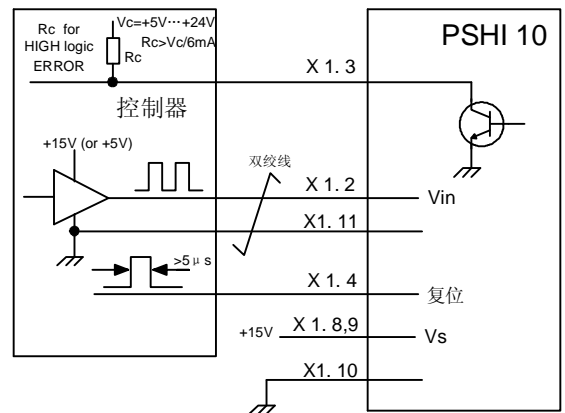 Rc for
HIGH logic
ERROR
Vc=+5V…+24V
Rc>Vc/6mA
Rc
PSHI 10
X 1. 3
控制器
+15V (or +5V)
双绞线
X 1. 2
Vin
X1. 11
>5μs
X 1. 4
复位
+15V
X 1. 8,9
Vs
X1. 10